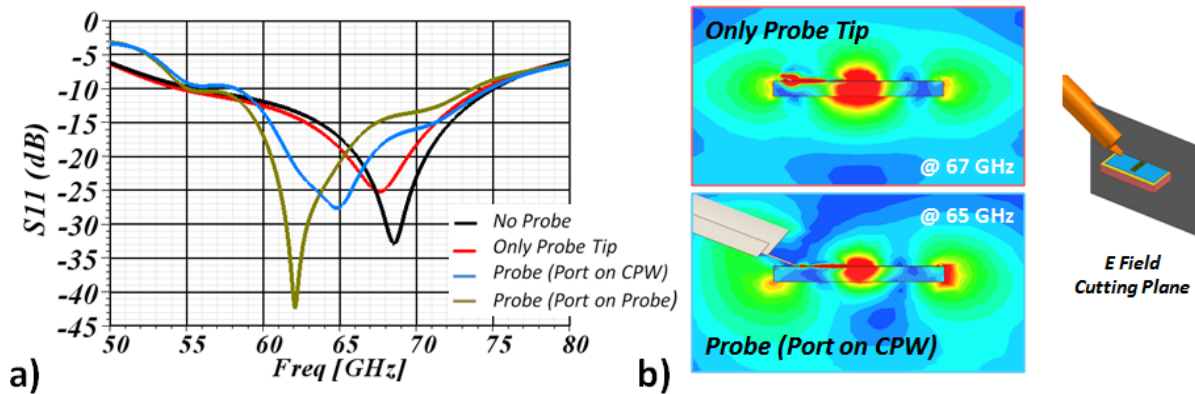 0
-5
-10
-15
-20
-25
-30
-35
-40
-45
S11 (dB)
50
55
60
65
70
75
80
Freq [GHz]
No Probe
Only Probe Tip
Probe (Port on CPW)
Probe (Port on Probe)
a)
Only Probe Tip
@ 67 GHz
@ 65 GHz
Probe (Port on CPW)
b)
E Field
Cutting Plane